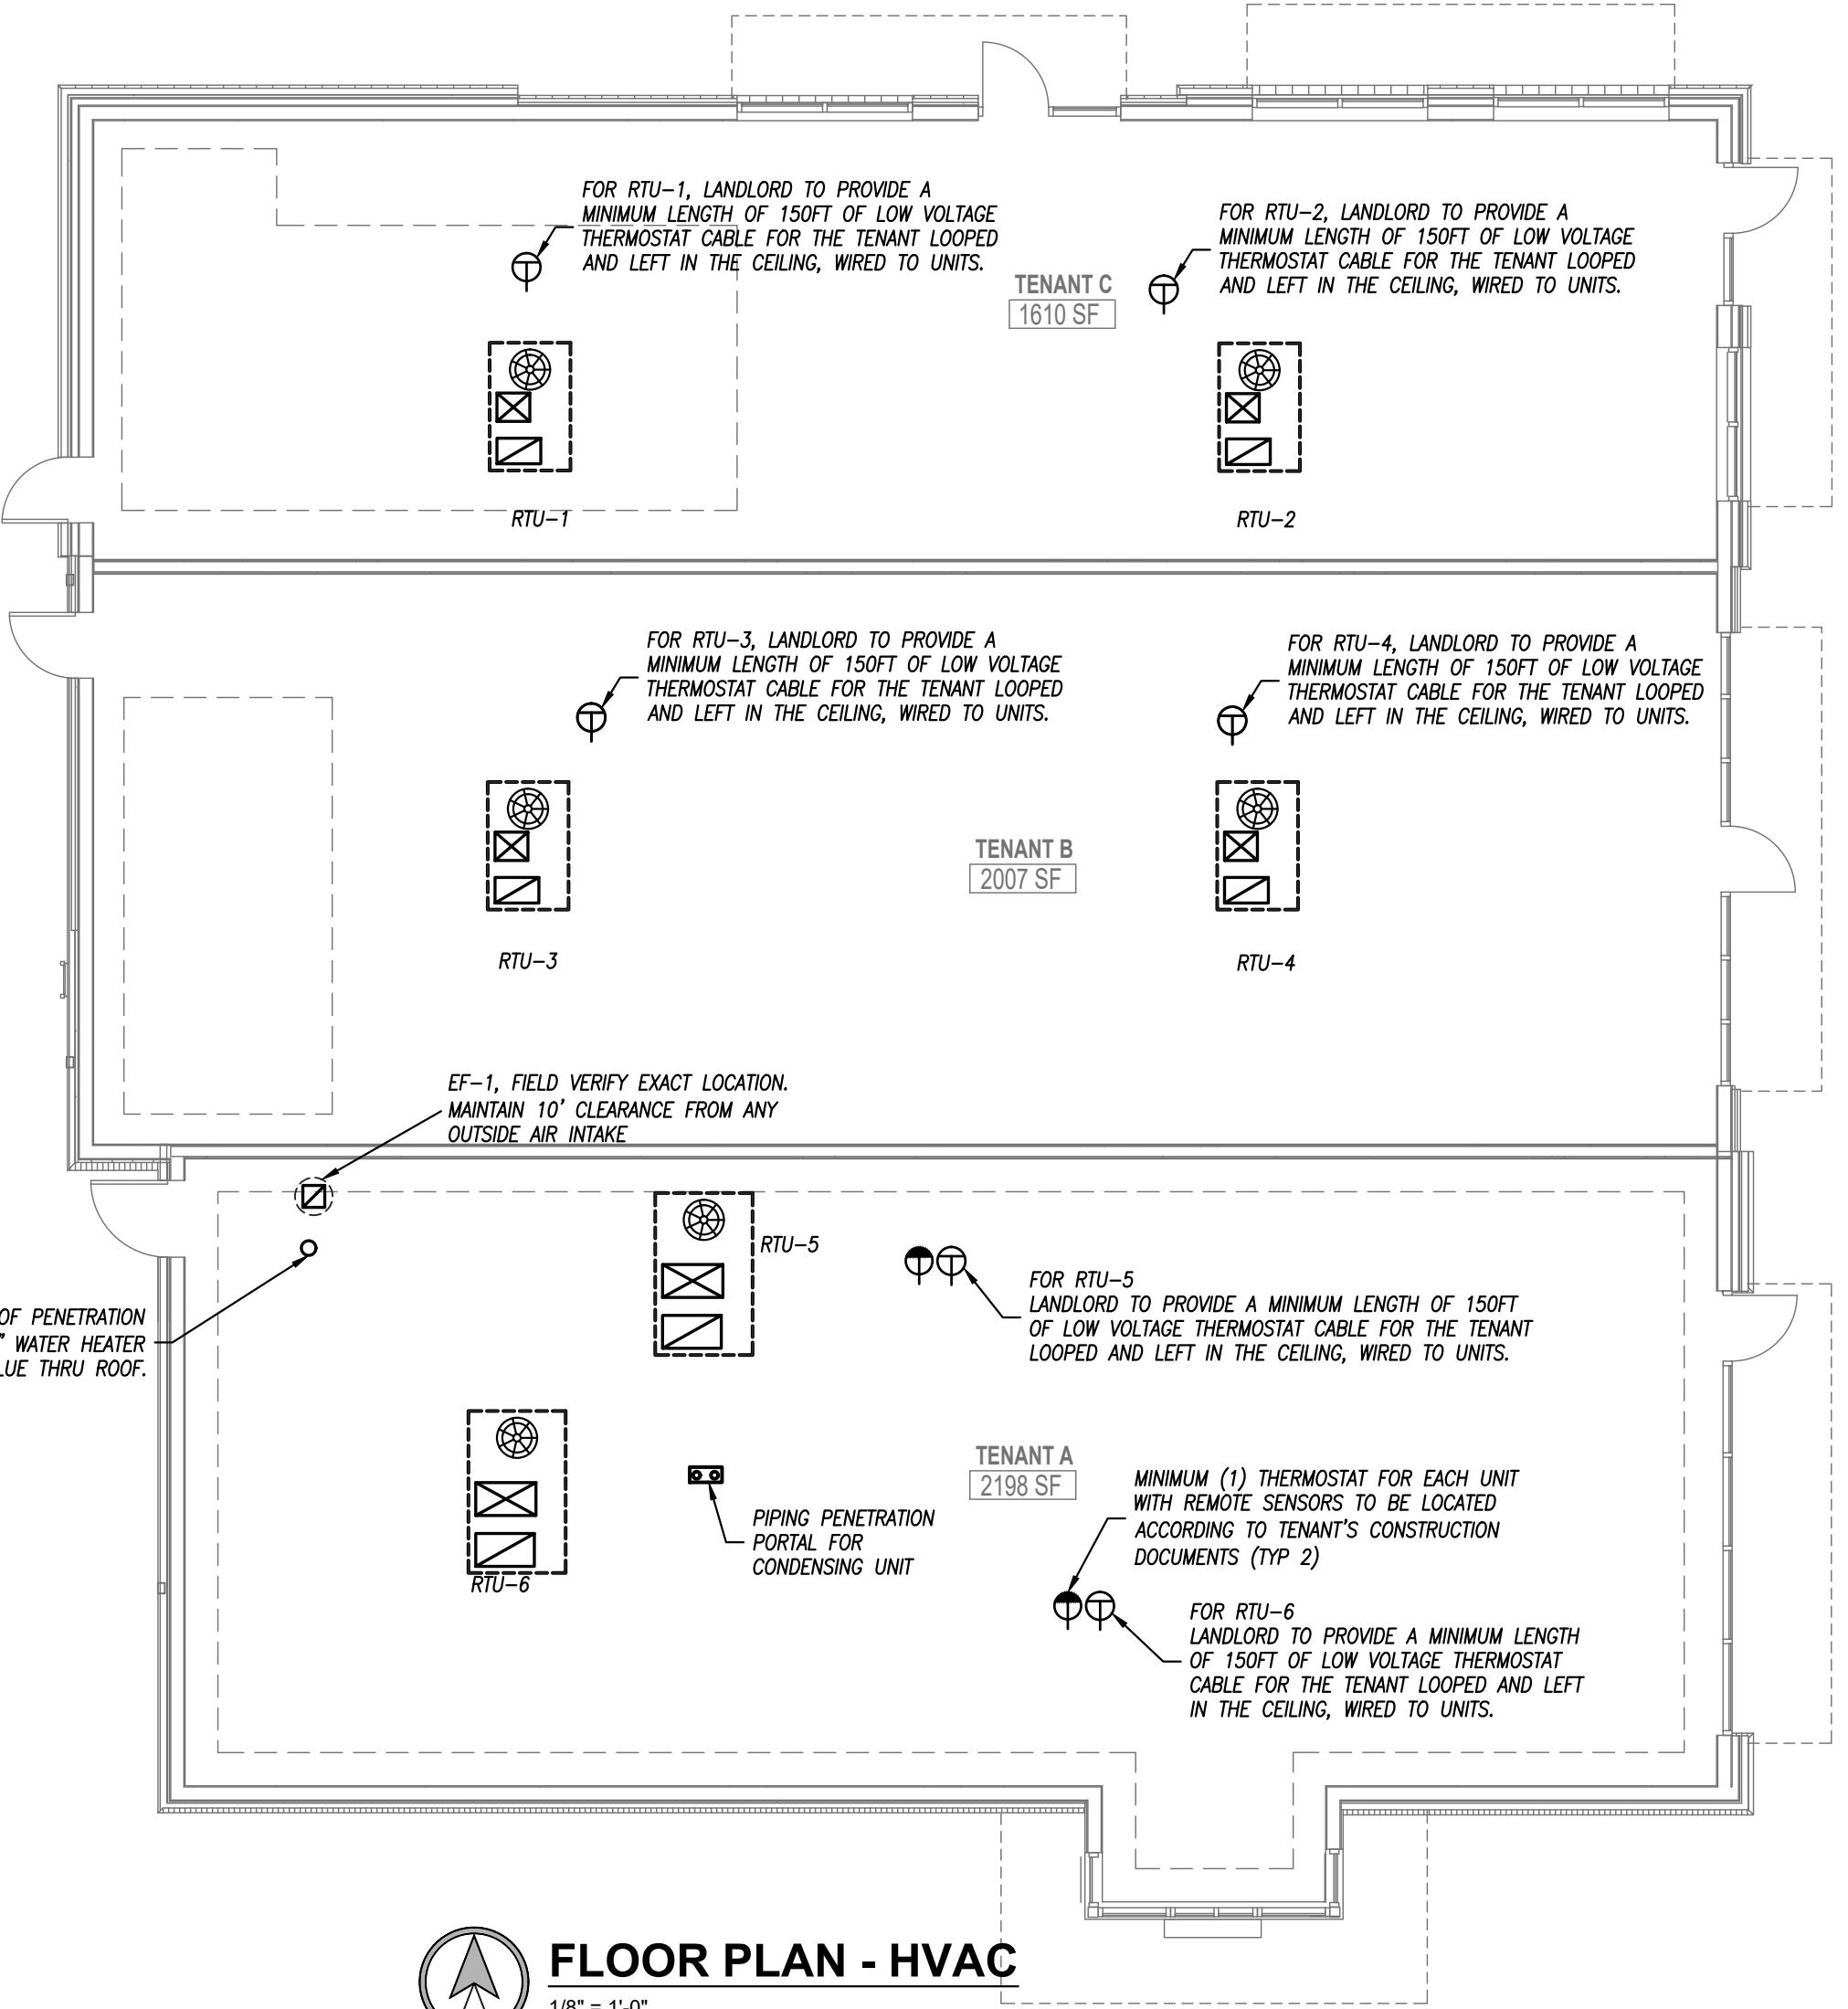 FOR RTU-1, LANDLORD TO PROVIDE A
MINIMUM LENGTH OF 150FT OF LOW VOLTAGE
THERMOSTAT CABLE FOR THE TENANT LOOPED
AND LEFT IN THE CEILING, WIRED TO UNITS.
FOR RTU-2, LANDLORD TO PROVIDE A
MINIMUM LENGTH OF 150FT OF LOW VOLTAGE
THERMOSTAT CABLE FOR THE TENANT LOOPED
AND LEFT IN THE CEILING, WIRED TO UNITS.
TENANT C
1610 SF
RTU-1
RTU-2
FOR RTU-3, LANDLORD TO PROVIDE A
MINIMUM LENGTH OF 150FT OF LOW VOLTAGE
THERMOSTAT CABLE FOR THE TENANT LOOPED
AND LEFT IN THE CEILING, WIRED TO UNITS.
FOR RTU-4, LANDLORD TO PROVIDE A
MINIMUM LENGTH OF 150FT OF LOW VOLTAGE
THERMOSTAT CABLE FOR THE TENANT LOOPED
AND LEFT IN THE CEILING, WIRED TO UNITS.
TENANT B
2007 SF
RTU-3
RTU-4
EF-1, FIELD VERIFY EXACT LOCATION.
MAINTAIN 10' CLEARANCE FROM ANY
OUTSIDE AIR INTAKE
RTU-5
FOR RTU-5
LANDLORD TO PROVIDE A MINIMUM LENGTH OF 150FT
OF LOW VOLTAGE THERMOSTAT CABLE FOR THE TENANT
LOOPED AND LEFT IN THE CEILING, WIRED TO UNITS.
OF PENETRATION
" WATER HEATER
LUE THRU ROOF.
TENANT A
2198 SF
MINIMUM (1) THERMOSTAT FOR EACH UNIT
WITH REMOTE SENSORS TO BE LOCATED
ACCORDING TO TENANT'S CONSTRUCTION
DOCUMENTS (TYP 2)
PIPING PENETRATION
PORTAL FOR
CONDENSING UNIT
RTU-6
FOR RTU-6
LANDLORD TO PROVIDE A MINIMUM LENGTH
OF 150FT OF LOW VOLTAGE THERMOSTAT
CABLE FOR THE TENANT LOOPED AND LEFT
IN THE CEILING, WIRED TO UNITS.
FLOOR PLAN - HVAC
1/8" = 1'-0"